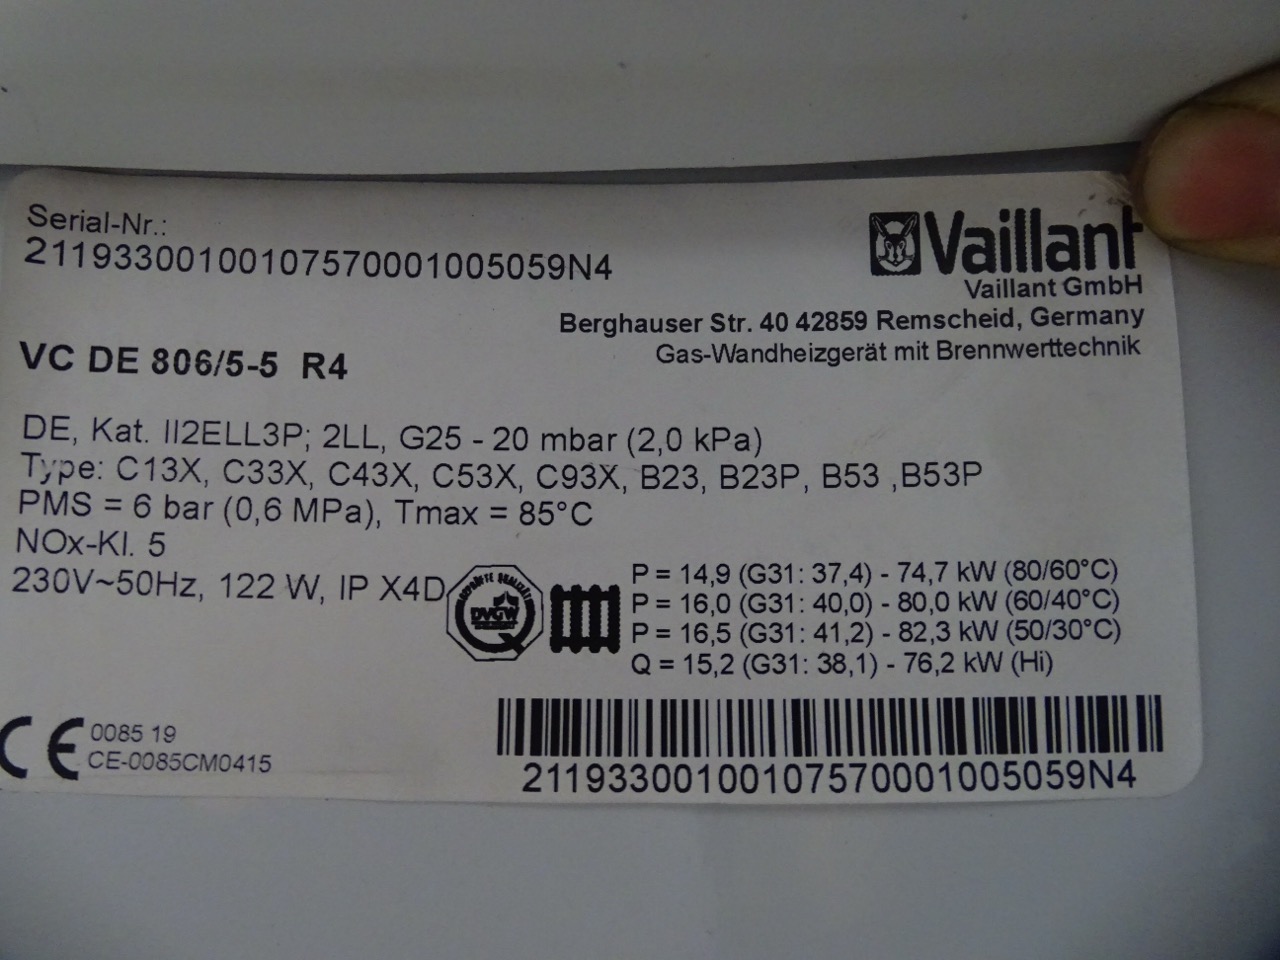 Serial-Nr.:
21193300100107570001005059N4
Vaillant
Vaillant GmbH
Berghauser Str. 40 42859 Remscheid, Germany
Gas-Wandheizgerät mit Brennwerttechnik
VC DE 806/5-5 R4
DE, Kat. II2ELL3P; 2LL, G25 - 20 mbar (2,0 kPa)
Type: C13X, C33X, C43X, C53X, C93X, B23, B23P, B53 ,B53P
PMS = 6 bar (0,6 MPa), Tmax = 85°C
NOx-Kl. 5
230V~50Hz, 122 W, IP X4D
DVGW
P = 14,9 (G31: 37,4) - 74,7 kW (80/60°C)
P = 16,0 (G31: 40,0) - 80,0 kW (60/40°C)
P = 16,5 (G31: 41,2) - 82,3 kW (50/30°C)
Q = 15,2 (G31: 38,1) - 76,2 kW (Hi)
CE 0085 19
CE-0085CM0415
21193300100107570001005059N4